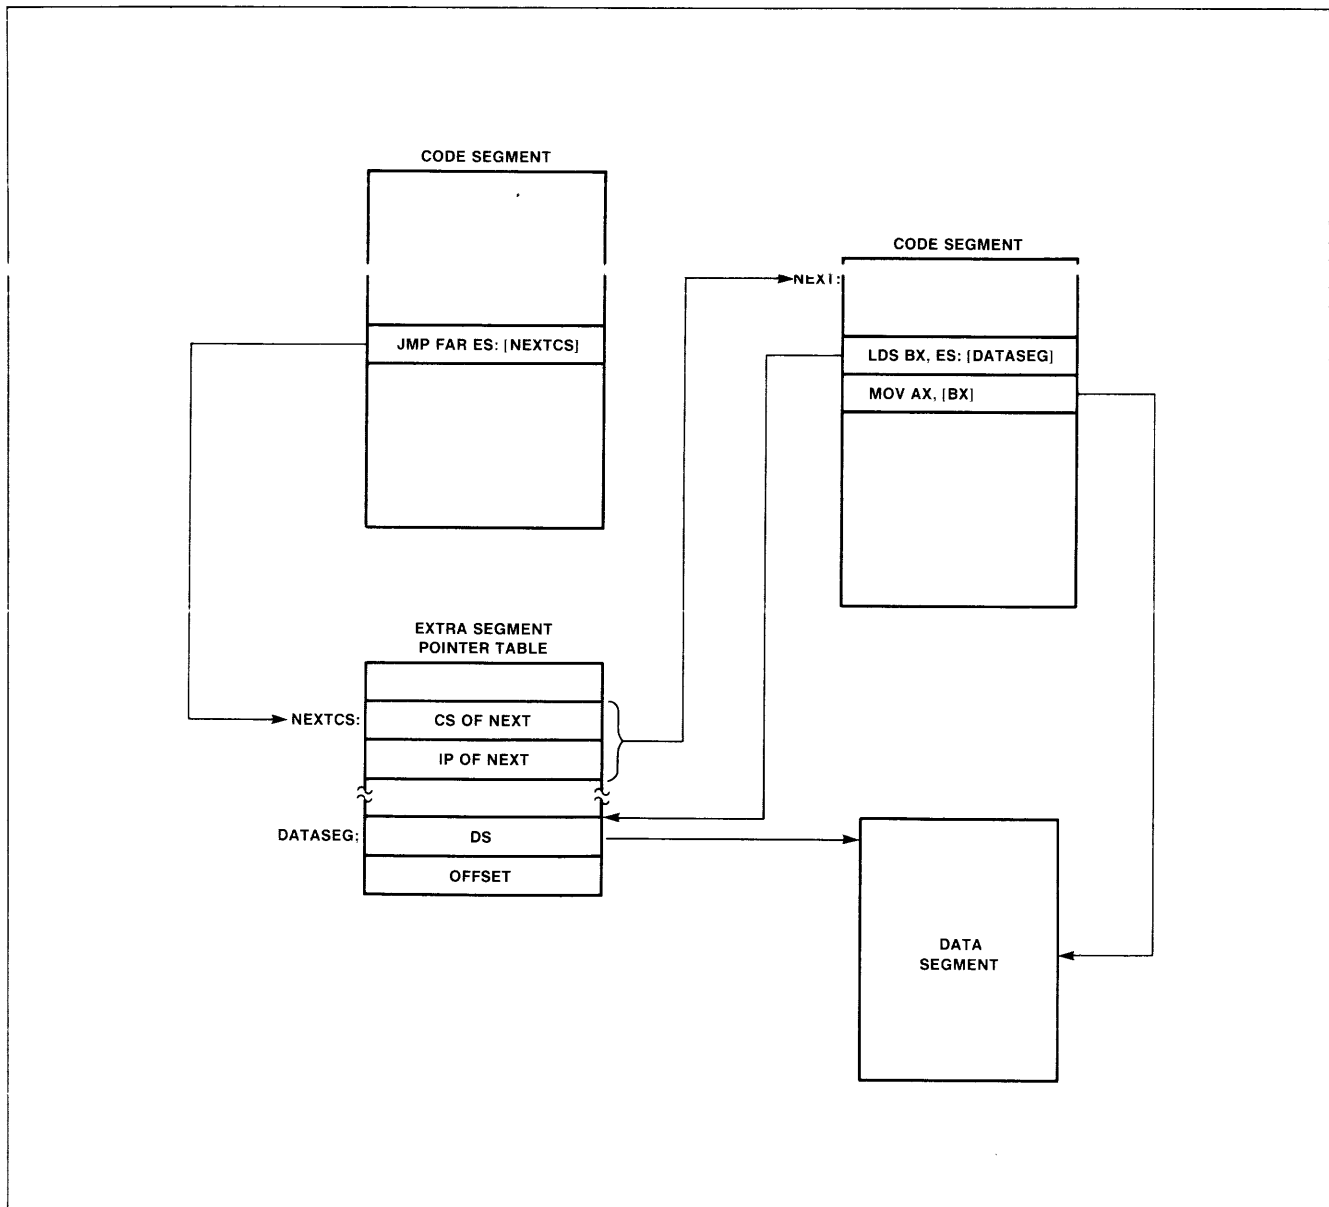 CODE SEGMENT
JMP FAR ES: [NEXTCS]
CODE SEGMENT
NEXT:
LDS BX, ES: [DATASEG]
MOV AX, [BX]
EXTRA SEGMENT
POINTER TABLE
NEXTCS:
CS OF NEXT
IP OF NEXT
DATASEG:
DS
OFFSET
DATA
SEGMENT